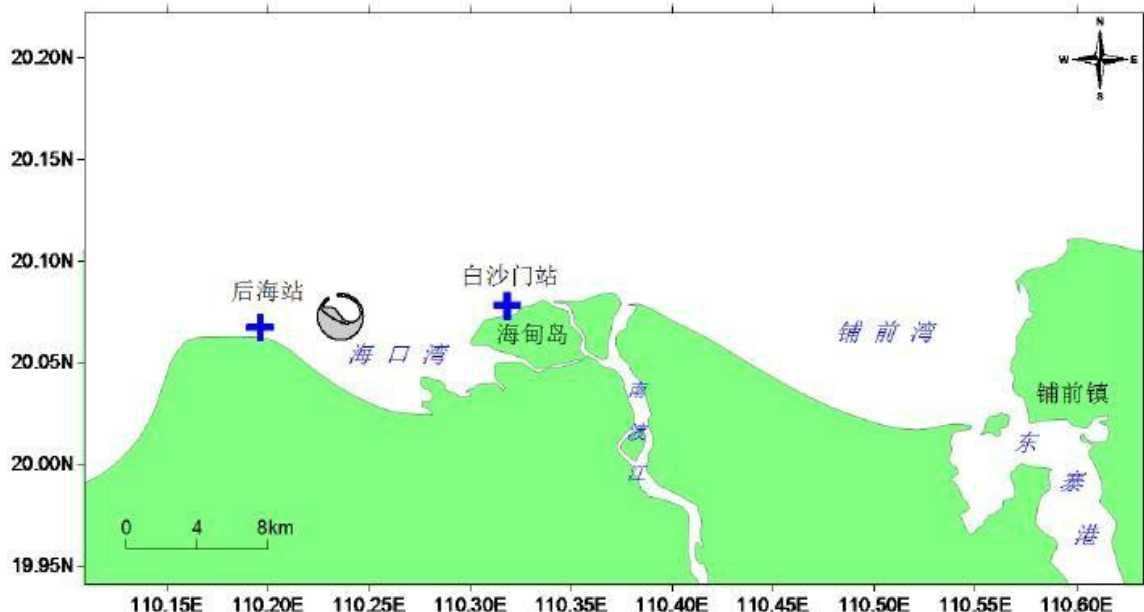 20.20N
20.15N
20.10N
20.05N
20.00N
19.95N
N
W E
S
后海站
白沙门站
海口湾
海甸岛
铺前湾
铺前镇
南
渡
江
东
寨
港
0 4 8km
110.15E 110.20E 110.25E 110.30E 110.35E 110.40E 110.45E 110.50E 110.55E 110.60E